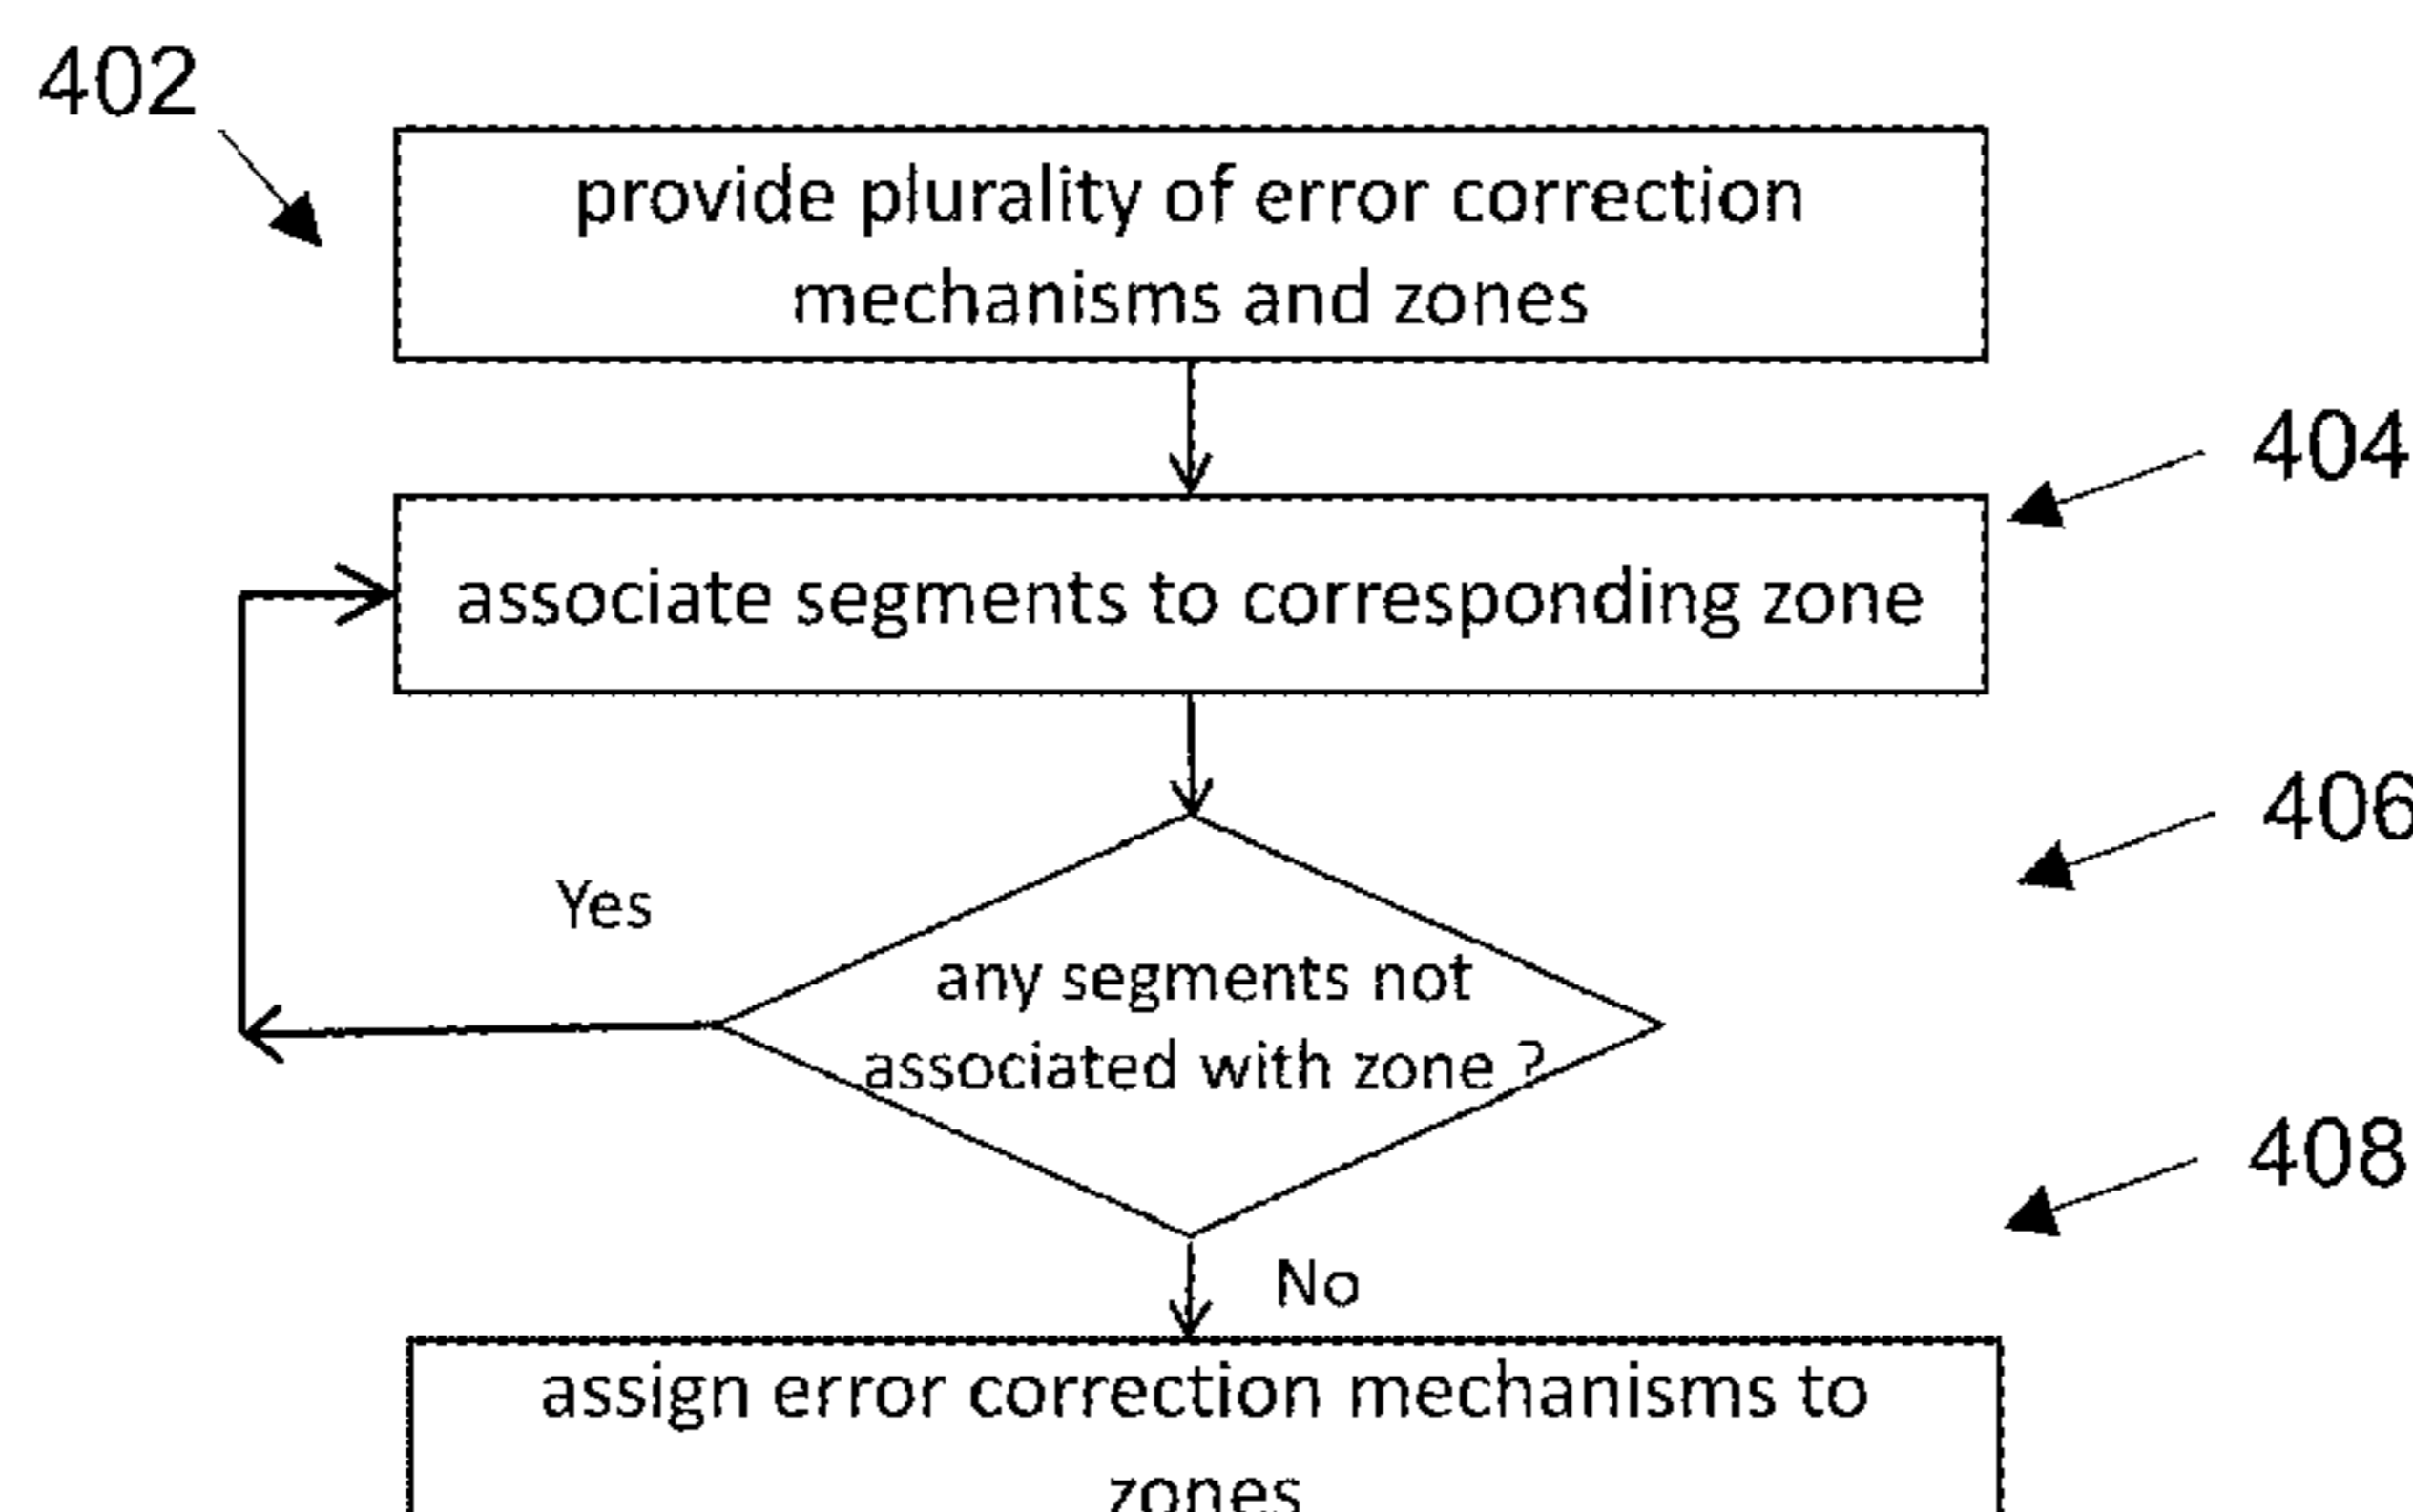 402
provide plurality of error correction
mechanisms and zones
404
associate segments to corresponding zone
406
Yes
any segments not
associated with zone ?
408
No
assign error correction mechanisms to
zones